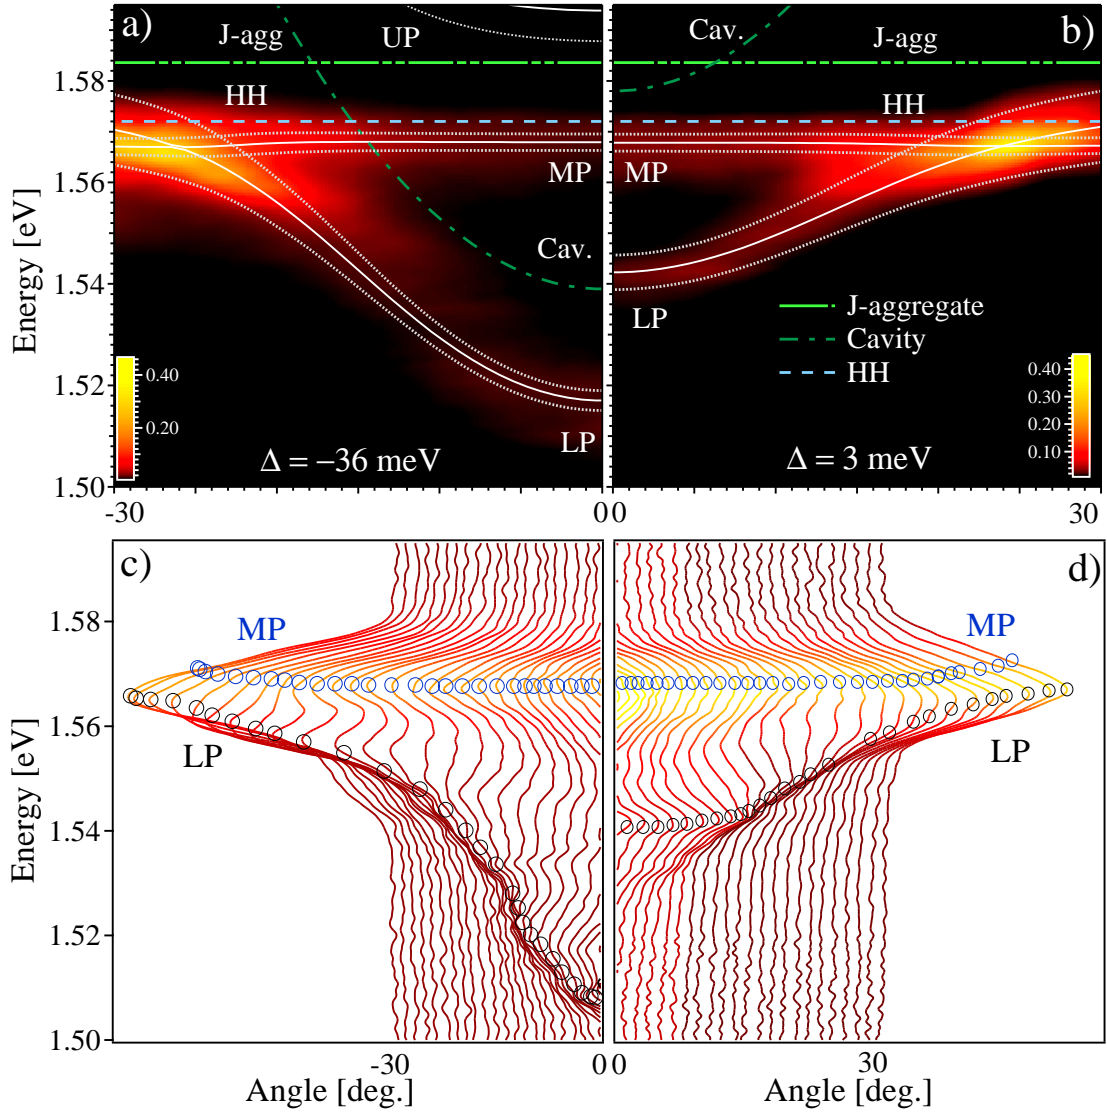 a)
J-agg
UP
Cav.
J-agg
b)
HH
HH
MP
MP
Cav.
LP
LP
J-aggregate
Cavity
HH
Δ = −36 meV
Δ = 3 meV
0.40
0.20
0.40
0.30
0.20
0.10
Energy [eV]
1.58
1.56
1.54
1.52
1.50
-30
0
0
30
c)
d)
MP
MP
LP
LP
Energy [eV]
1.58
1.56
1.54
1.52
1.50
-30
0
0
30
Angle [deg.]
Angle [deg.]